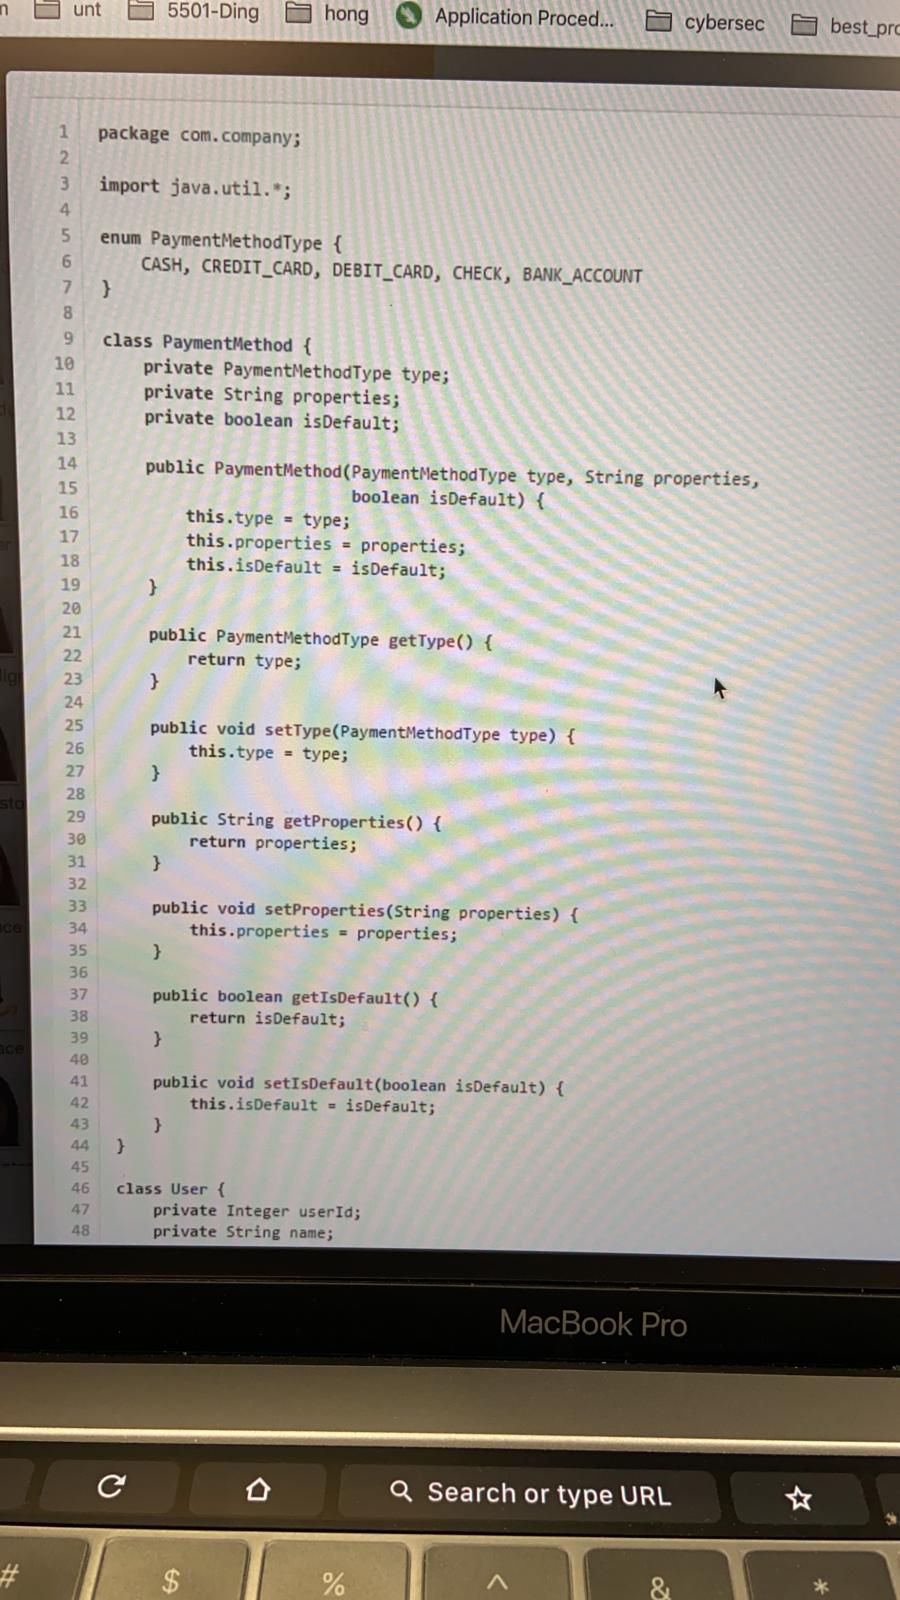 unt 5501-Ding hong Application Proced... cybersec best_pro
1 package com.company;
2
3 import java.util.*;
4
5 enum PaymentMethodType {
6     CASH, CREDIT_CARD, DEBIT_CARD, CHECK, BANK_ACCOUNT
7 }
8
9 class PaymentMethod {
10     private PaymentMethodType type;
11     private String properties;
12     private boolean isDefault;
13
14     public PaymentMethod(PaymentMethodType type, String properties,
15                          boolean isDefault) {
16         this.type = type;
17         this.properties = properties;
18         this.isDefault = isDefault;
19     }
20
21     public PaymentMethodType getType() {
22         return type;
23     }
24
25     public void setType(PaymentMethodType type) {
26         this.type = type;
27     }
28
29     public String getProperties() {
30         return properties;
31     }
32
33     public void setProperties(String properties) {
34         this.properties = properties;
35     }
36
37     public boolean getIsDefault() {
38         return isDefault;
39     }
40
41     public void setIsDefault(boolean isDefault) {
42         this.isDefault = isDefault;
43     }
44 }
45
46 class User {
47     private Integer userId;
48     private String name;
MacBook Pro
Search or type URL
# $ % ^ & *